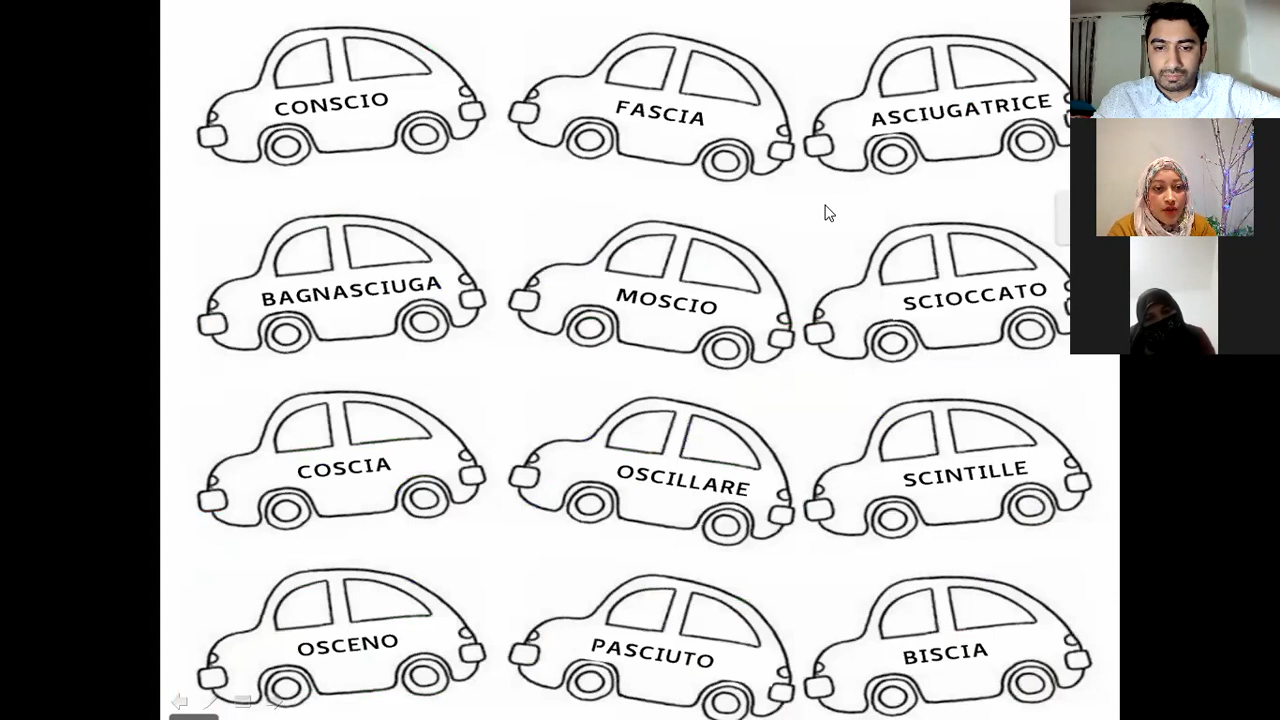 CONSCIO
FASCIA
ASCIUGATRICE
BAGNASCIUGA
MOSCIO
SCIOCCATO
COSCIA
OSCILLARE
SCINTILLE
OSCENO
PASCIUTO
BISCIA